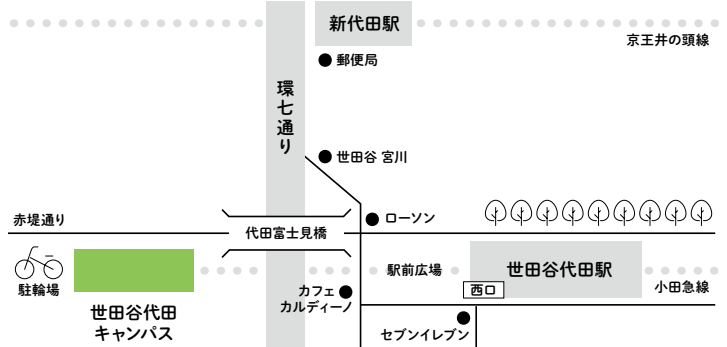 新代田駅
京王井の頭線
郵便局
環七通り
世田谷 宮川
赤堤通り
ローソン
代田富士見橋
駅前広場
世田谷代田駅
駐輪場
西口
小田急線
カフェ
カルディーノ
世田谷代田
キャンパス
セブンイレブン